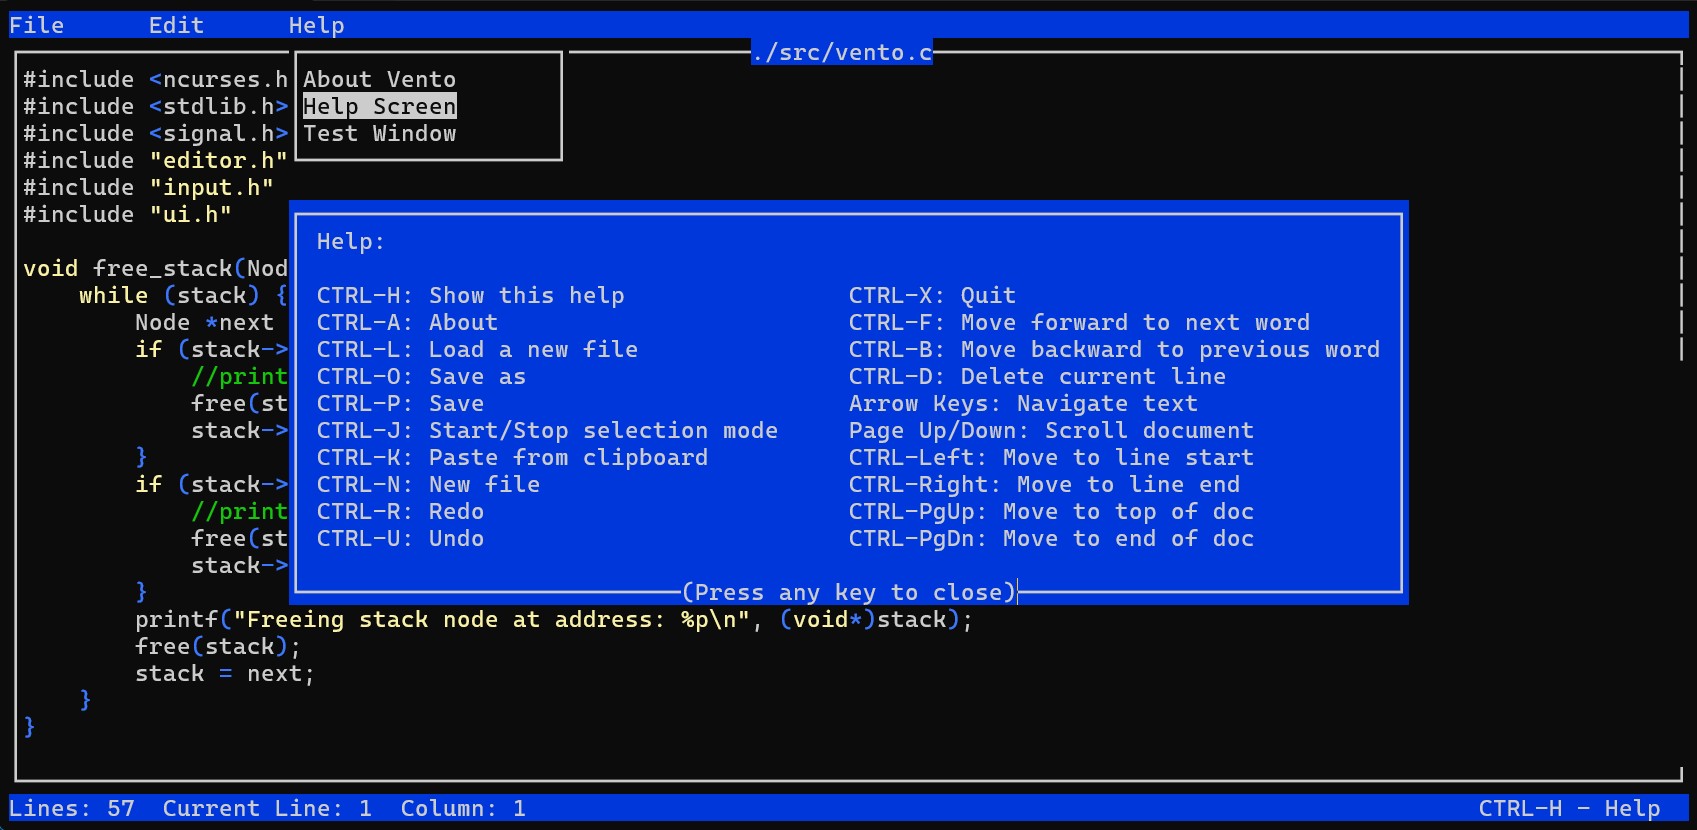 File Edit Help
./src/vento.c
#include <ncurses.h
#include <stdlib.h>
#include <signal.h>
#include "editor.h"
#include "input.h"
#include "ui.h"
About Vento
Help Screen
Test Window
void free_stack(Nod
while (stack) {
Node *next
if (stack->
//print
free(st
stack->
}
if (stack->
//print
free(st
stack->
}
printf("Freeing stack node at address: %p\n", (void*)stack);
free(stack);
stack = next;
}
}
Help:
CTRL-H: Show this help
CTRL-A: About
CTRL-L: Load a new file
CTRL-O: Save as
CTRL-P: Save
CTRL-J: Start/Stop selection mode
CTRL-K: Paste from clipboard
CTRL-N: New file
CTRL-R: Redo
CTRL-U: Undo
CTRL-X: Quit
CTRL-F: Move forward to next word
CTRL-B: Move backward to previous word
CTRL-D: Delete current line
Arrow Keys: Navigate text
Page Up/Down: Scroll document
CTRL-Left: Move to line start
CTRL-Right: Move to line end
CTRL-PgUp: Move to top of doc
CTRL-PgDn: Move to end of doc
(Press any key to close)
Lines: 57 Current Line: 1 Column: 1
CTRL-H - Help